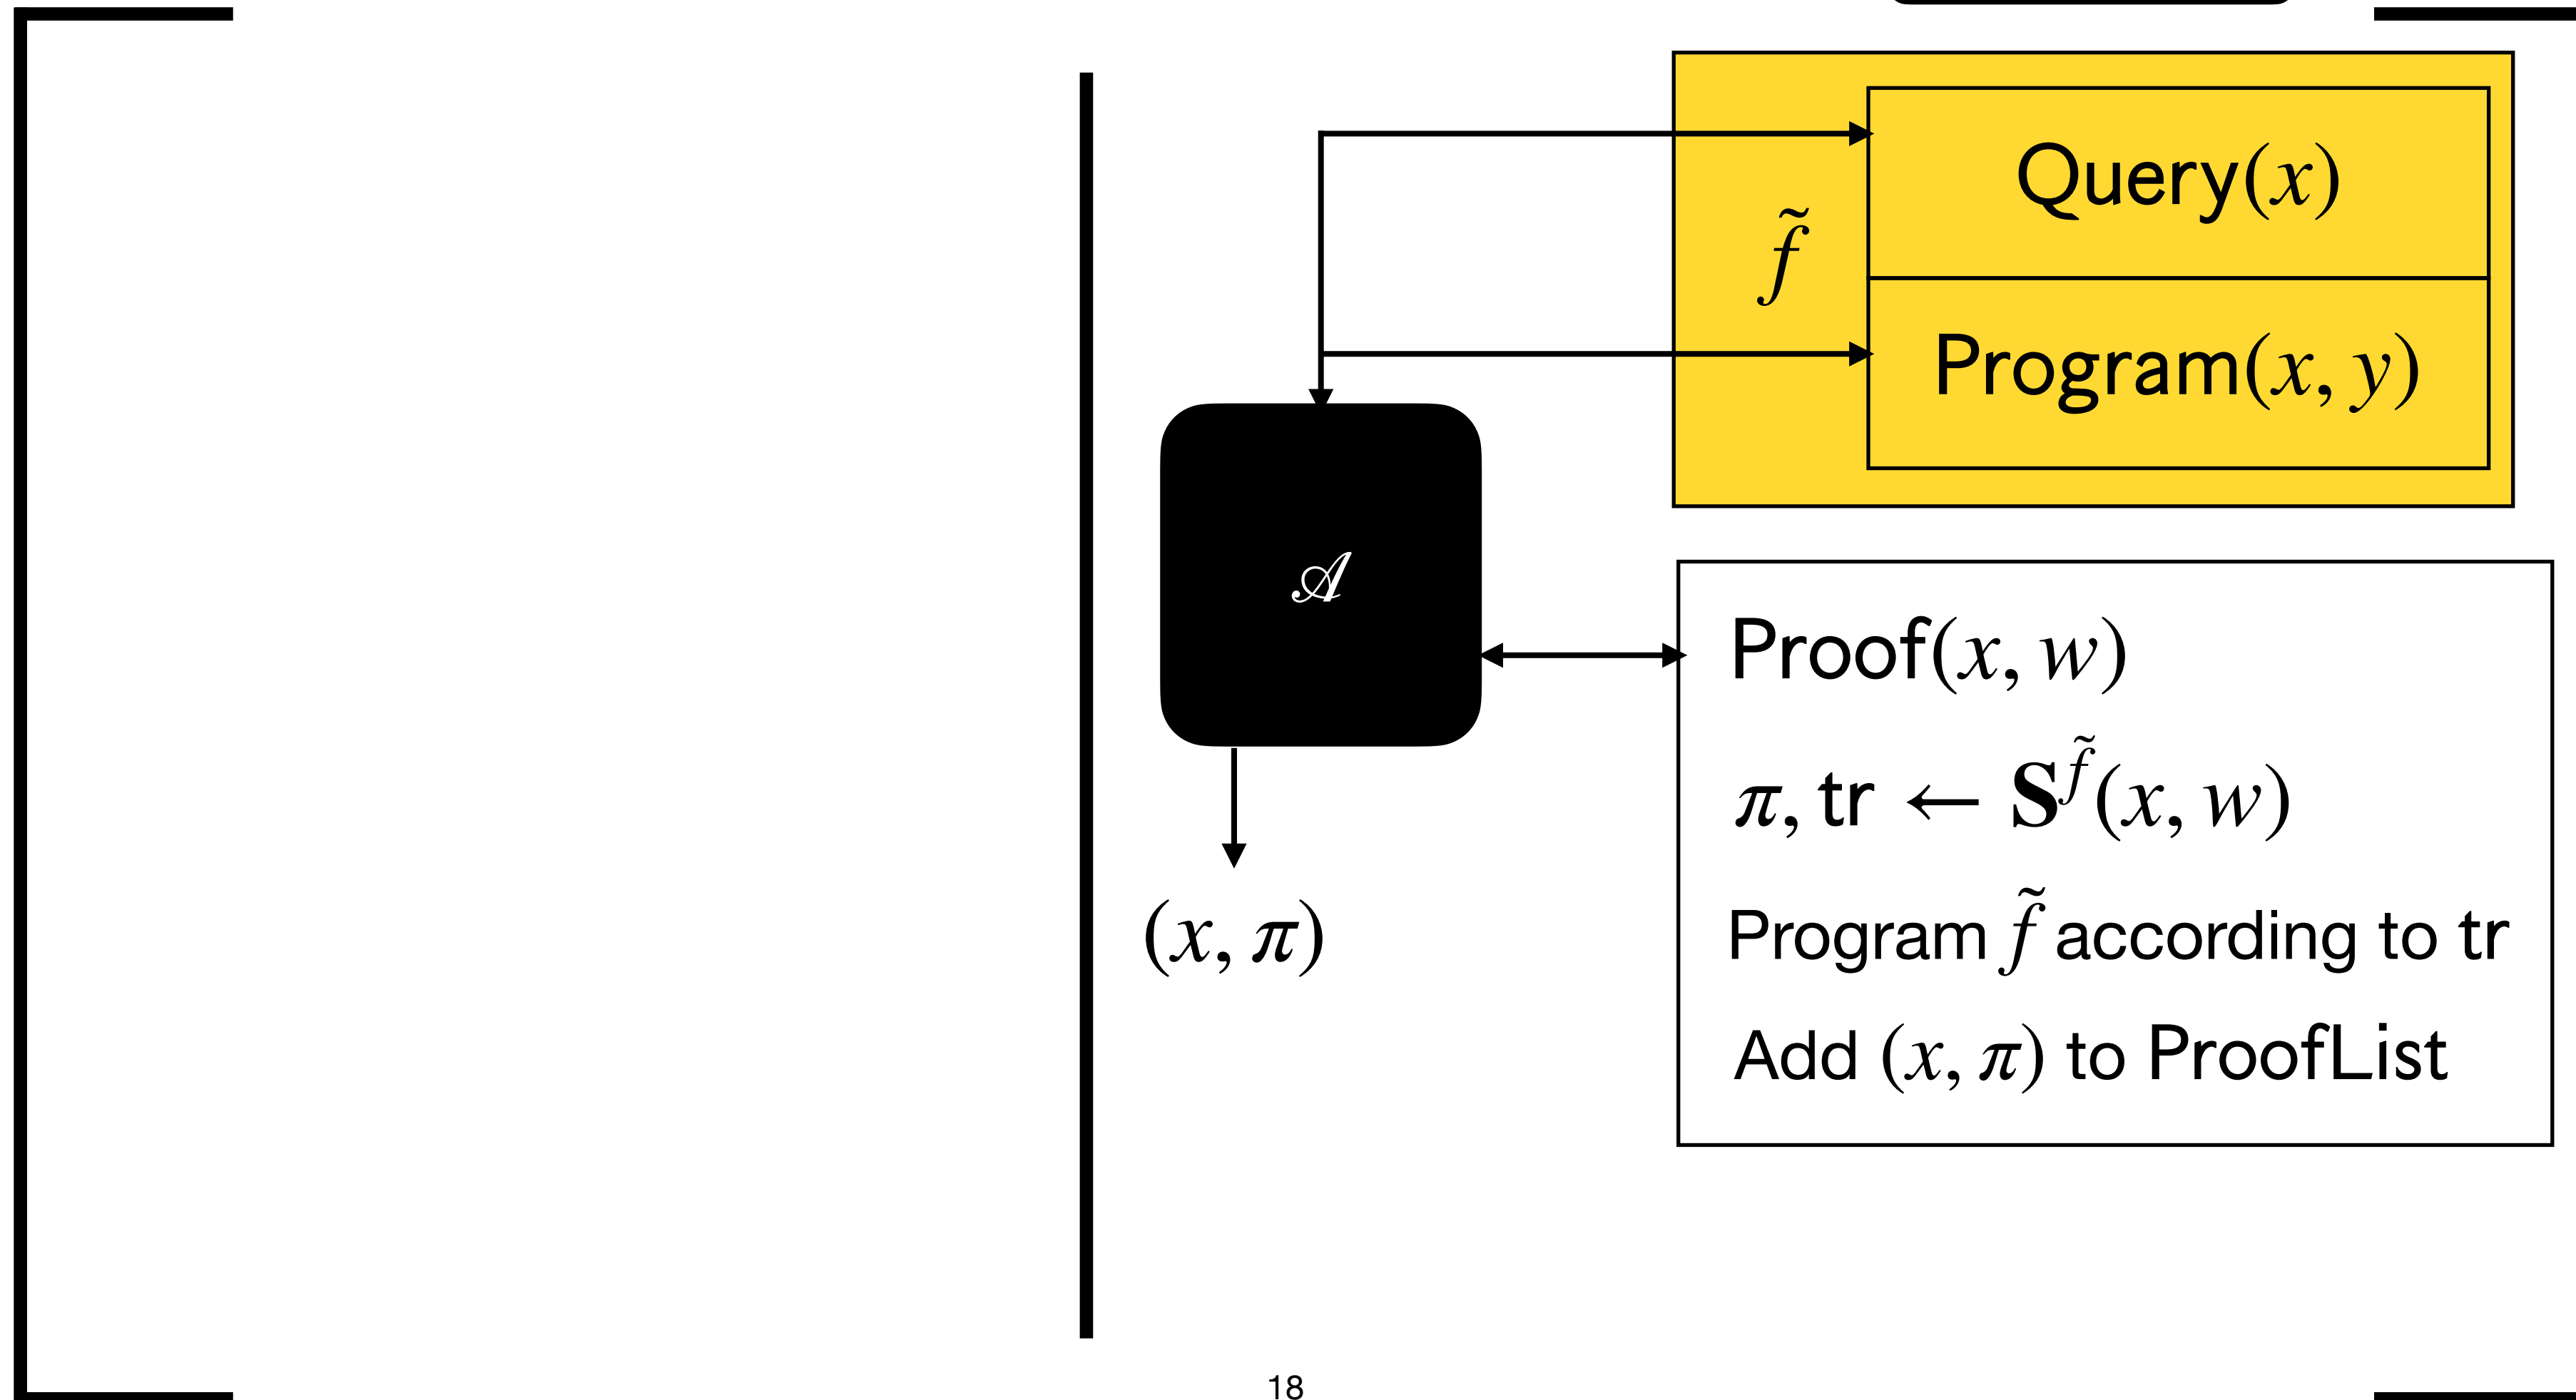 Query(x)
f̃
Program(x, y)
𝒜
Proof(x, w)
π, tr ← S^f̃(x, w)
(x, π)
Program f̃ according to tr
Add (x, π) to ProofList
18